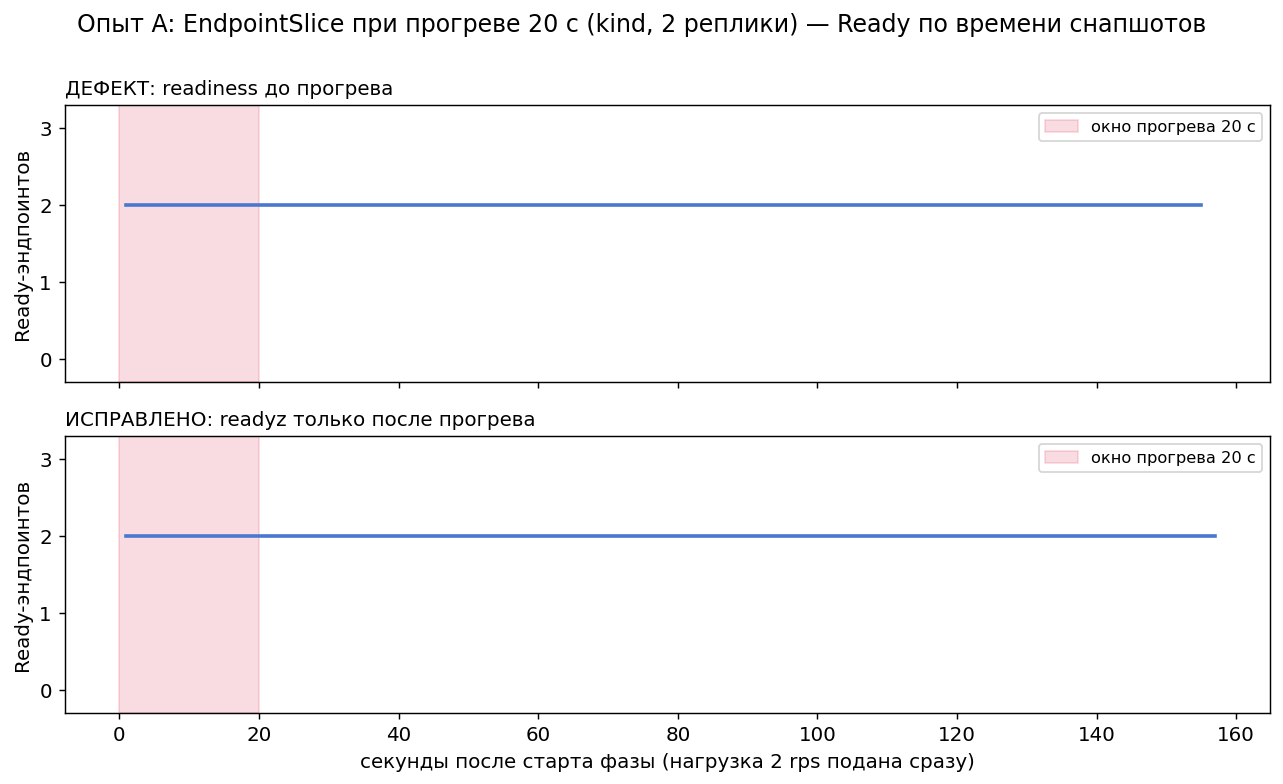 Опыт A: EndpointSlice при прогреве 20 с (kind, 2 реплики) — Ready по времени снапшотов
ДЕФЕКТ: readiness до прогрева
окно прогрева 20 с
Ready-эндпоинтов
3
2
1
0
ИСПРАВЛЕНО: readyz только после прогрева
окно прогрева 20 с
Ready-эндпоинтов
3
2
1
0
0 20 40 60 80 100 120 140 160
секунды после старта фазы (нагрузка 2 rps подана сразу)